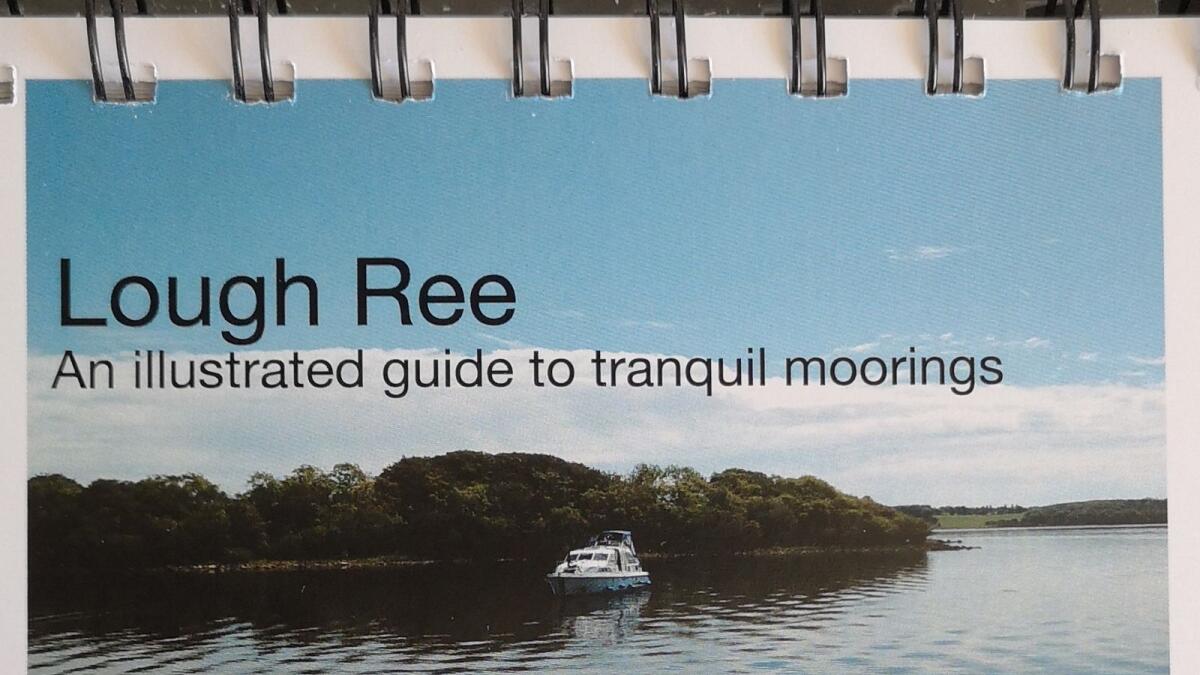 Lough Ree
An illustrated guide to tranquil moorings